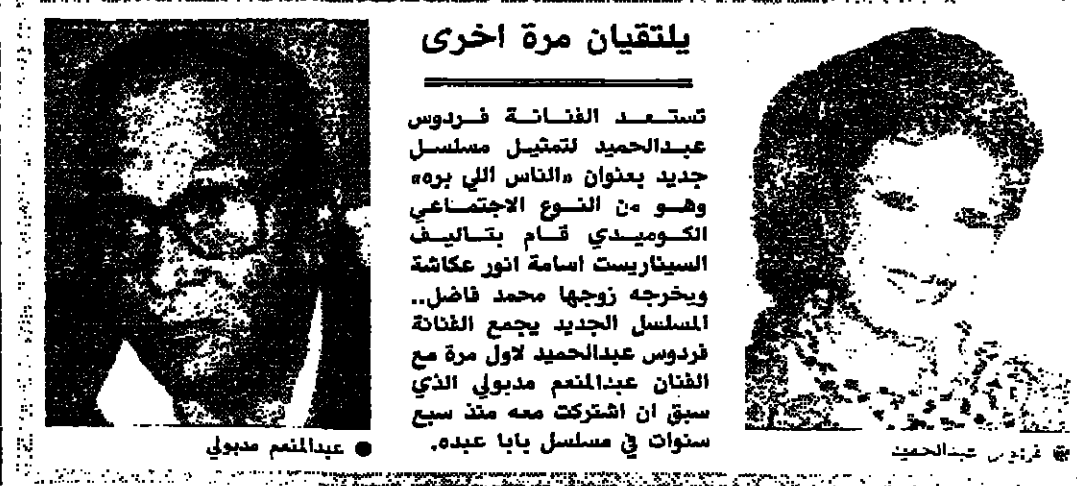 يلتقيان مرة اخرى
تستعد الفنانة فردوس
عبدالحميد لتمثيل مسلسل
جديد بعنوان «الناس اللي بره»
وهو من النوع الاجتماعي
الكوميدي قام بتاليف
السيناريست اسامة انور عكاشة
ويخرجه زوجها محمد فاضل..
المسلسل الجديد يجمع الفنانة
فردوس عبدالحميد لاول مرة مع
الفنان عبدالمنعم مدبولي الذي
سبق ان اشتركت معه منذ سبع
سنوات في مسلسل بابا عبده.
● فردوس عبدالحميد
● عبدالمنعم مدبولي